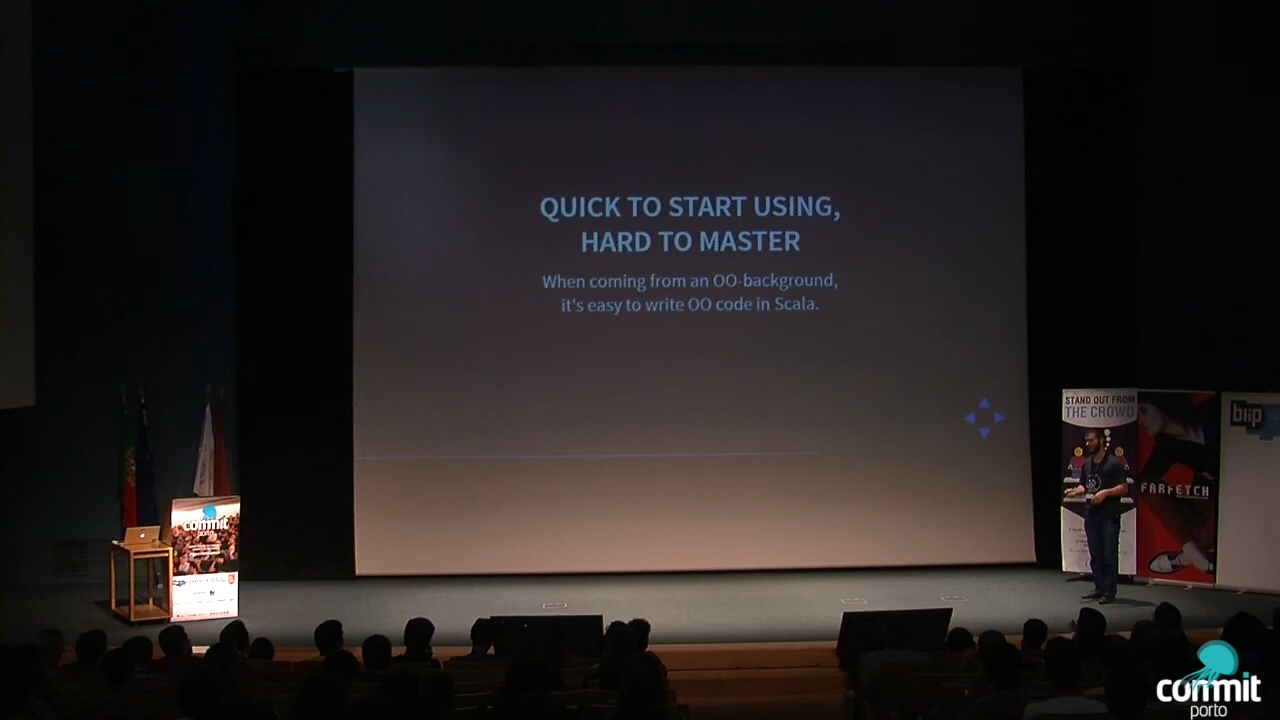 QUICK TO START USING,
HARD TO MASTER
When coming from an OO-background,
it's easy to write OO code in Scala.
STAND OUT FROM
THE CROWD
FARFETCH
blip
commit
porto
commit
porto